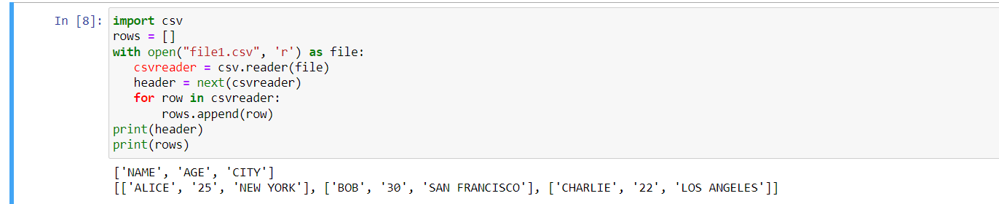 In [8]: import csv
rows = []
with open("file1.csv", 'r') as file:
   csvreader = csv.reader(file)
   header = next(csvreader)
   for row in csvreader:
       rows.append(row)
print(header)
print(rows)
['NAME', 'AGE', 'CITY']
[['ALICE', '25', 'NEW YORK'], ['BOB', '30', 'SAN FRANCISCO'], ['CHARLIE', '22', 'LOS ANGELES']]